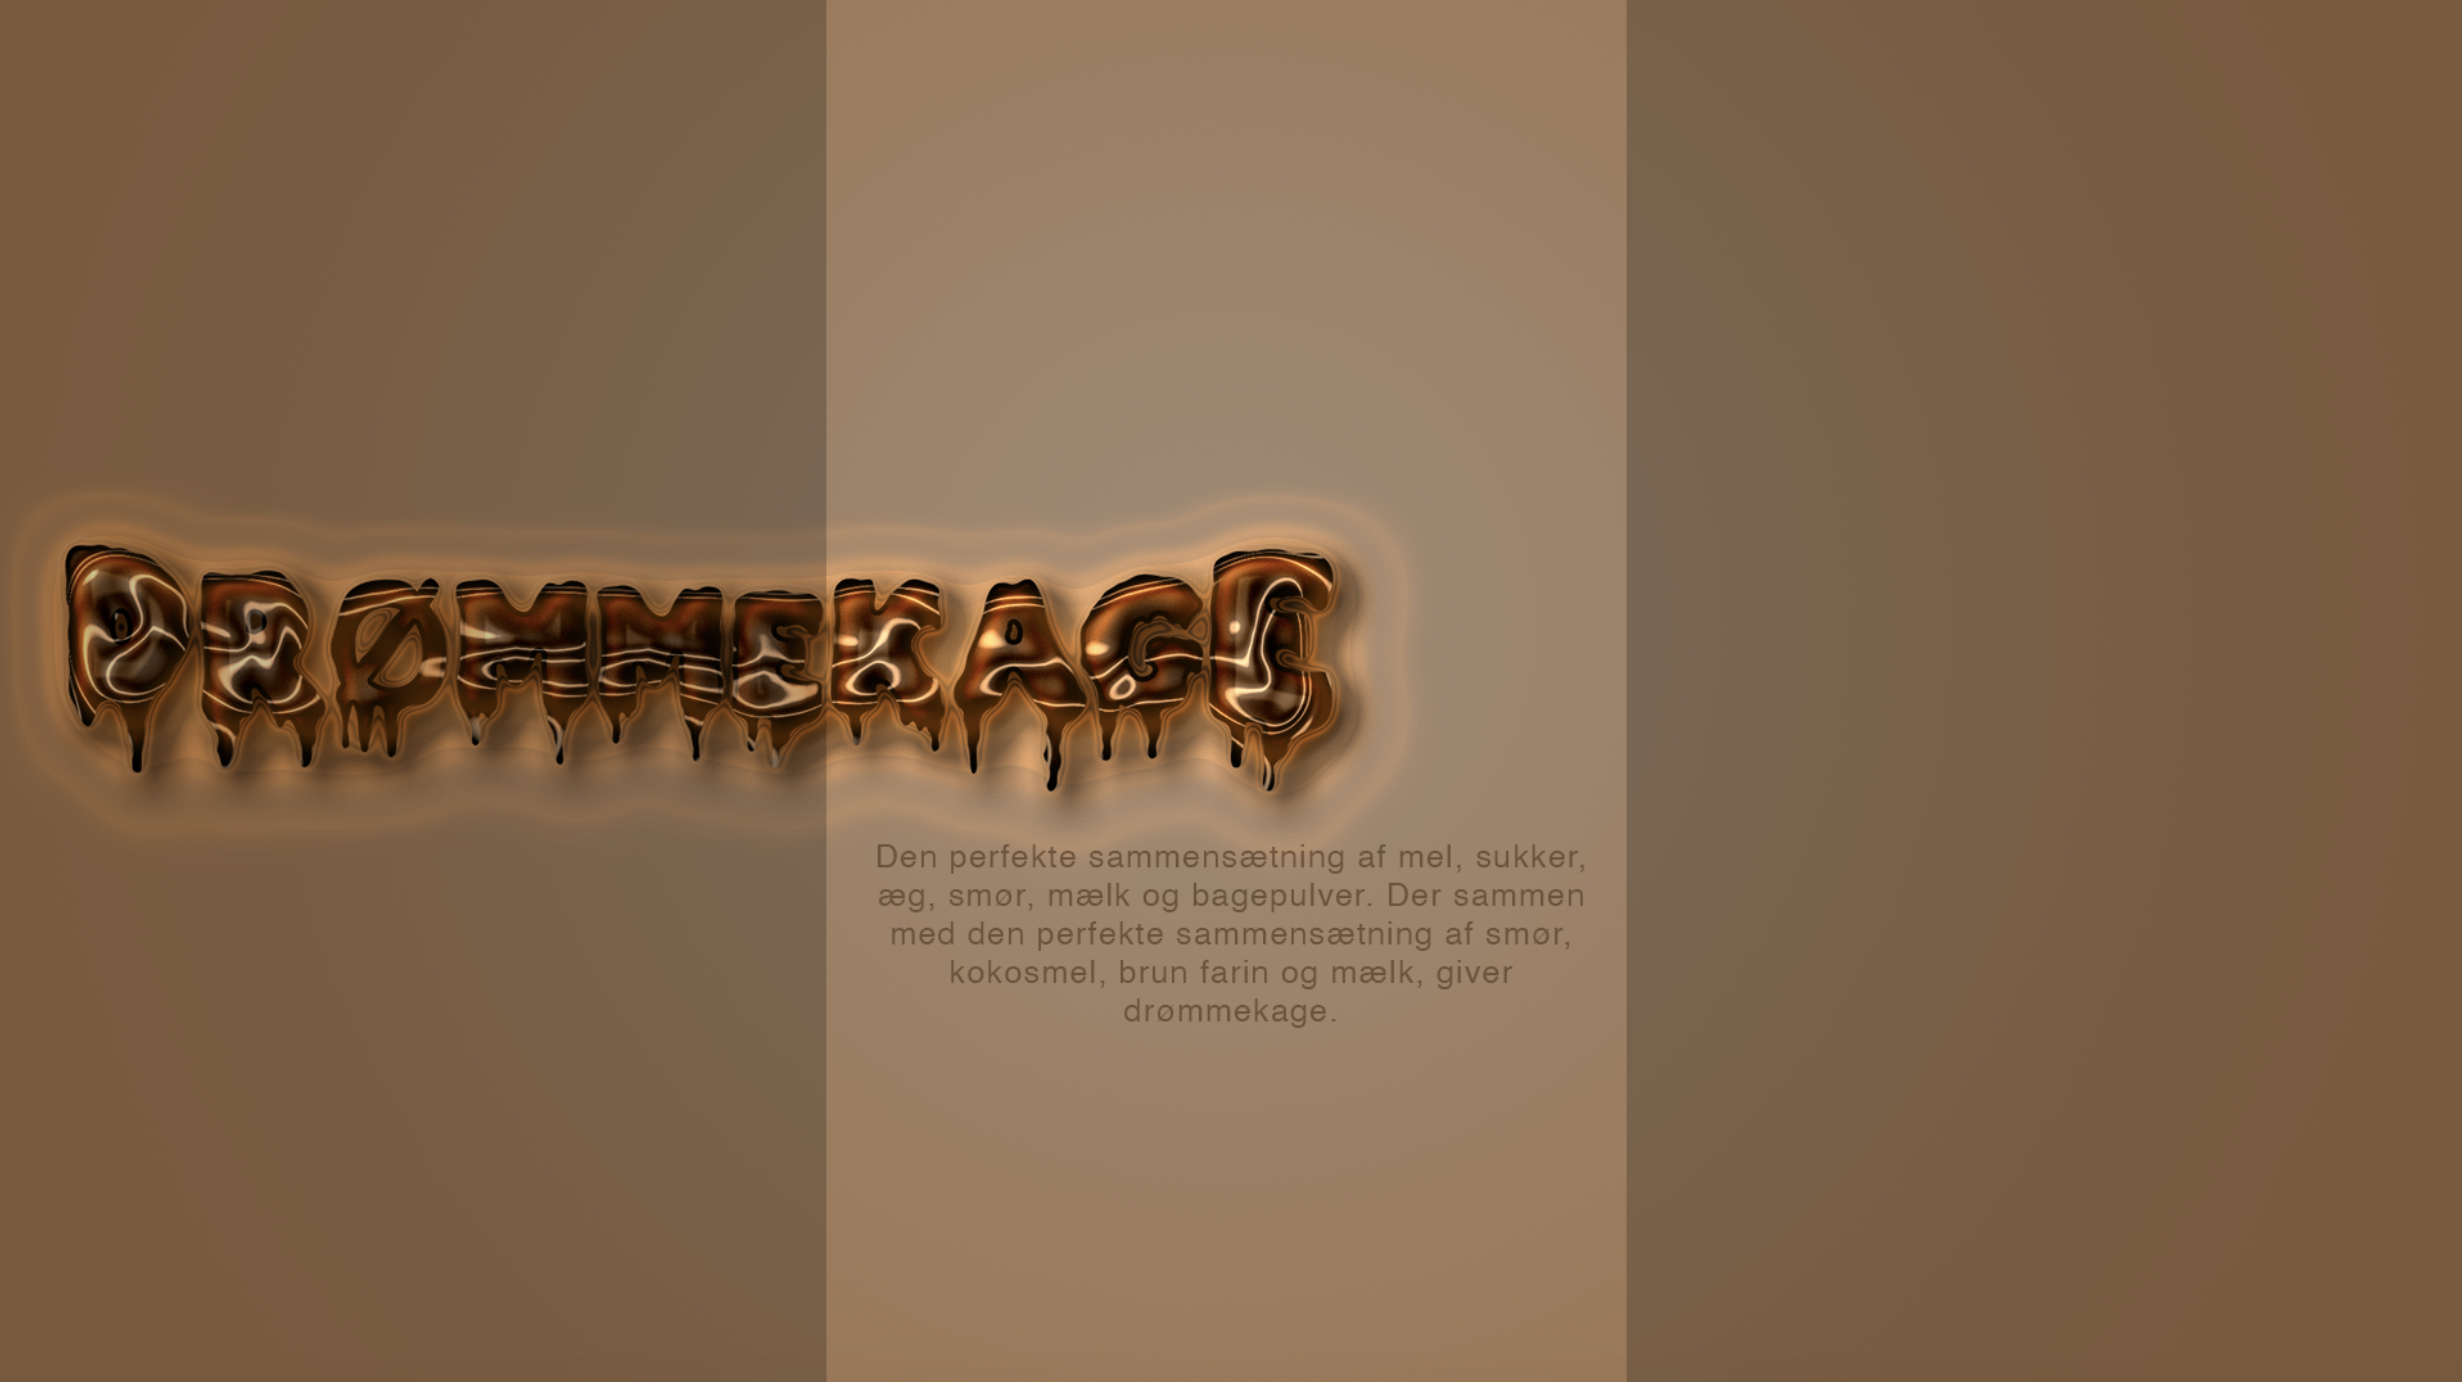 DRØMMEKAGE
Den perfekte sammensætning af mel, sukker,
æg, smør, mælk og bagepulver. Der sammen
med den perfekte sammensætning af smør,
kokosmel, brun farin og mælk, giver
drømmekage.